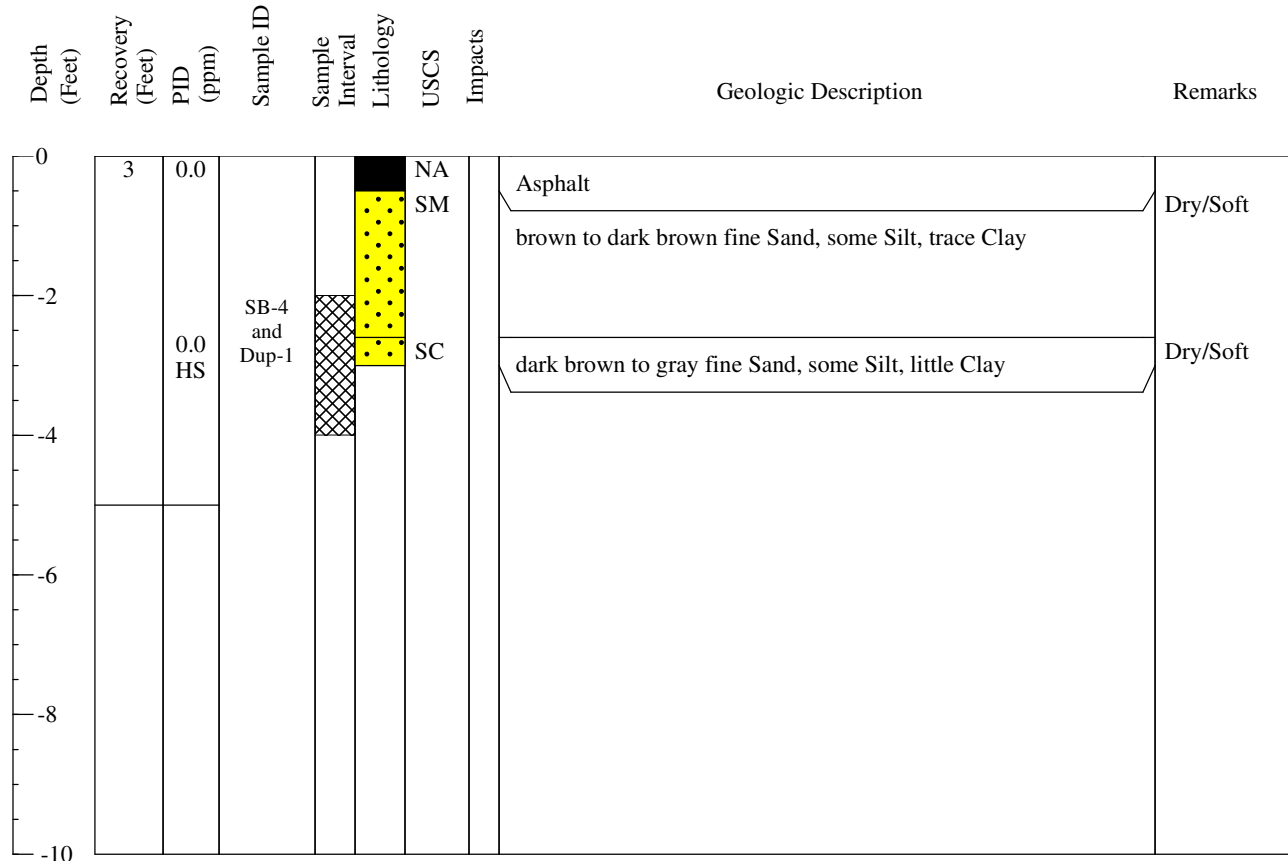 Depth
(Feet)
Recovery
(Feet)
PID
(ppm)
Sample ID
Sample
Interval
Lithology
USCS
Impacts
Geologic Description
Remarks
0
3
0.0
NA
Asphalt
SM
Dry/Soft
brown to dark brown fine Sand, some Silt, trace Clay
-2
SB-4
and
Dup-1
0.0
HS
SC
Dry/Soft
dark brown to gray fine Sand, some Silt, little Clay
-4
-6
-8
-10